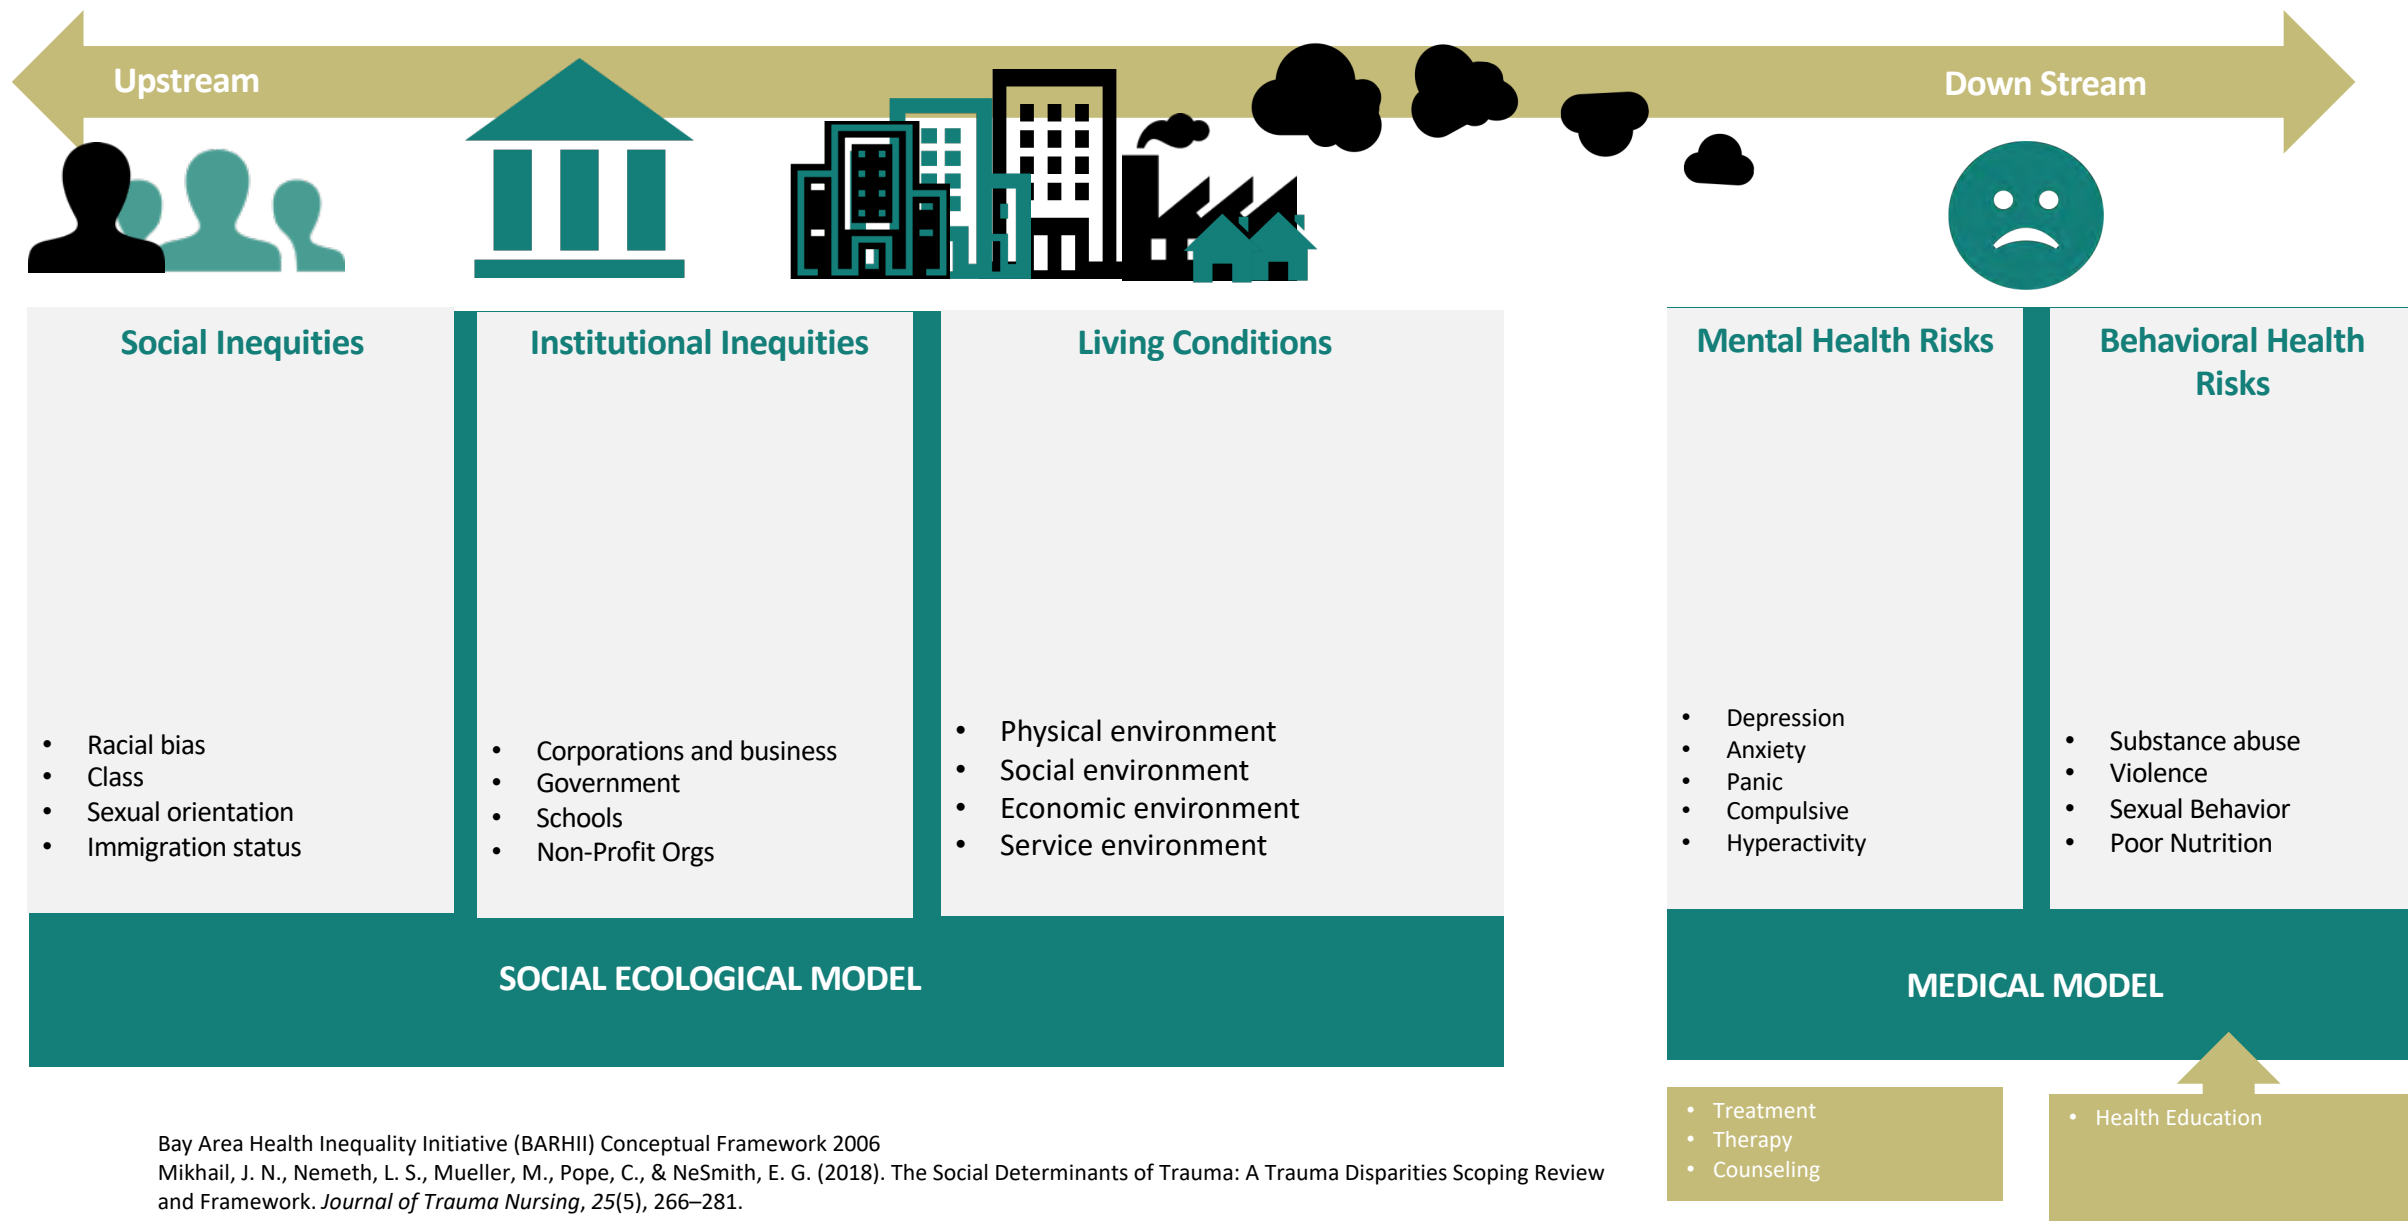 Upstream
Down Stream
Social Inequities
Institutional Inequities
Living Conditions
Mental Health Risks
Behavioral Health
Risks
• Racial bias
• Class
• Sexual orientation
• Immigration status
• Corporations and business
• Government
• Schools
• Non-Profit Orgs
• Physical environment
• Social environment
• Economic environment
• Service environment
• Depression
• Anxiety
• Panic
• Compulsive
• Hyperactivity
• Substance abuse
• Violence
• Sexual Behavior
• Poor Nutrition
SOCIAL ECOLOGICAL MODEL
MEDICAL MODEL
• Treatment
• Therapy
• Counseling
• Health Education
Bay Area Health Inequality Initiative (BARHII) Conceptual Framework 2006
Mikhail, J. N., Nemeth, L. S., Mueller, M., Pope, C., & NeSmith, E. G. (2018). The Social Determinants of Trauma: A Trauma Disparities Scoping Review
and Framework. Journal of Trauma Nursing, 25(5), 266–281.